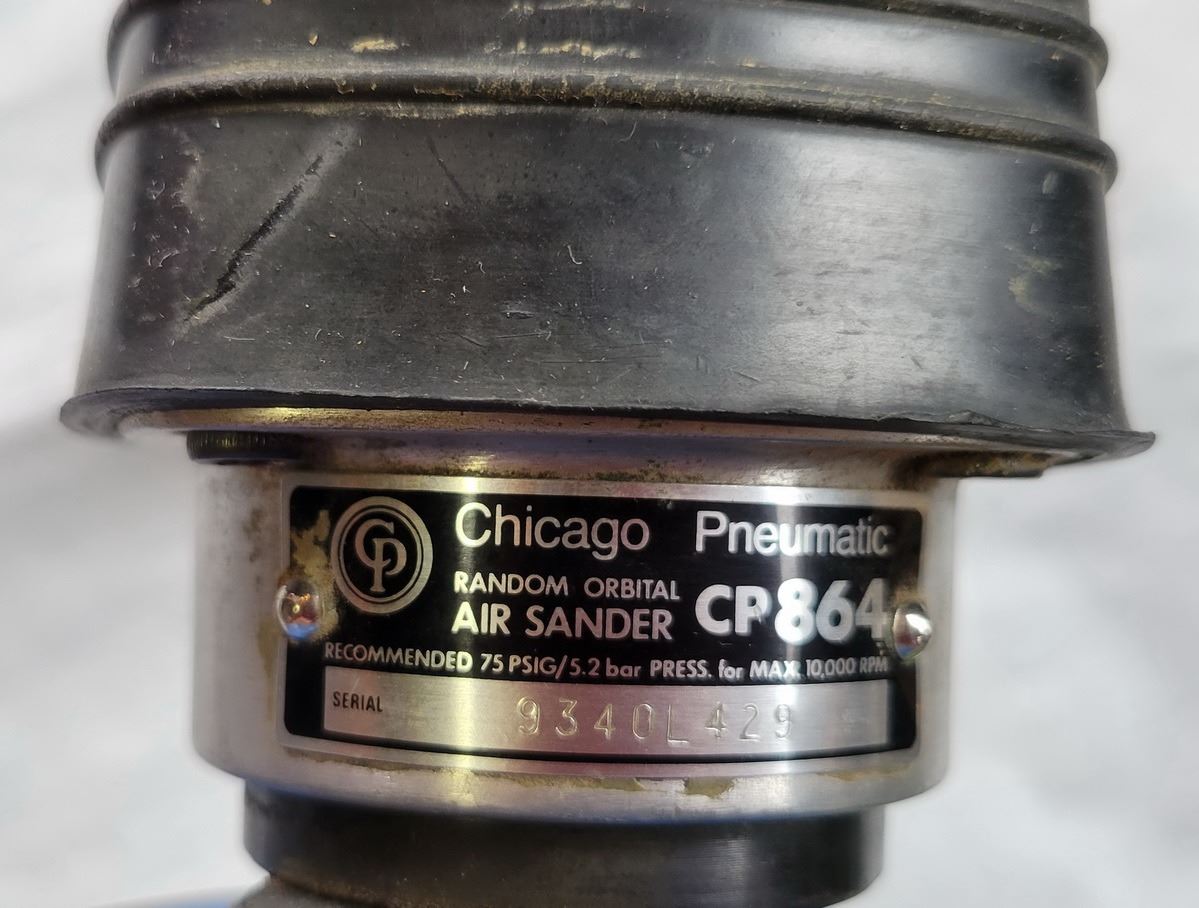 CP
Chicago Pneumatic
RANDOM ORBITAL
AIR SANDER CP864
RECOMMENDED 75 PSIG/5.2 bar PRESS. for MAX. 10,000 RPM
SERIAL 9340L429